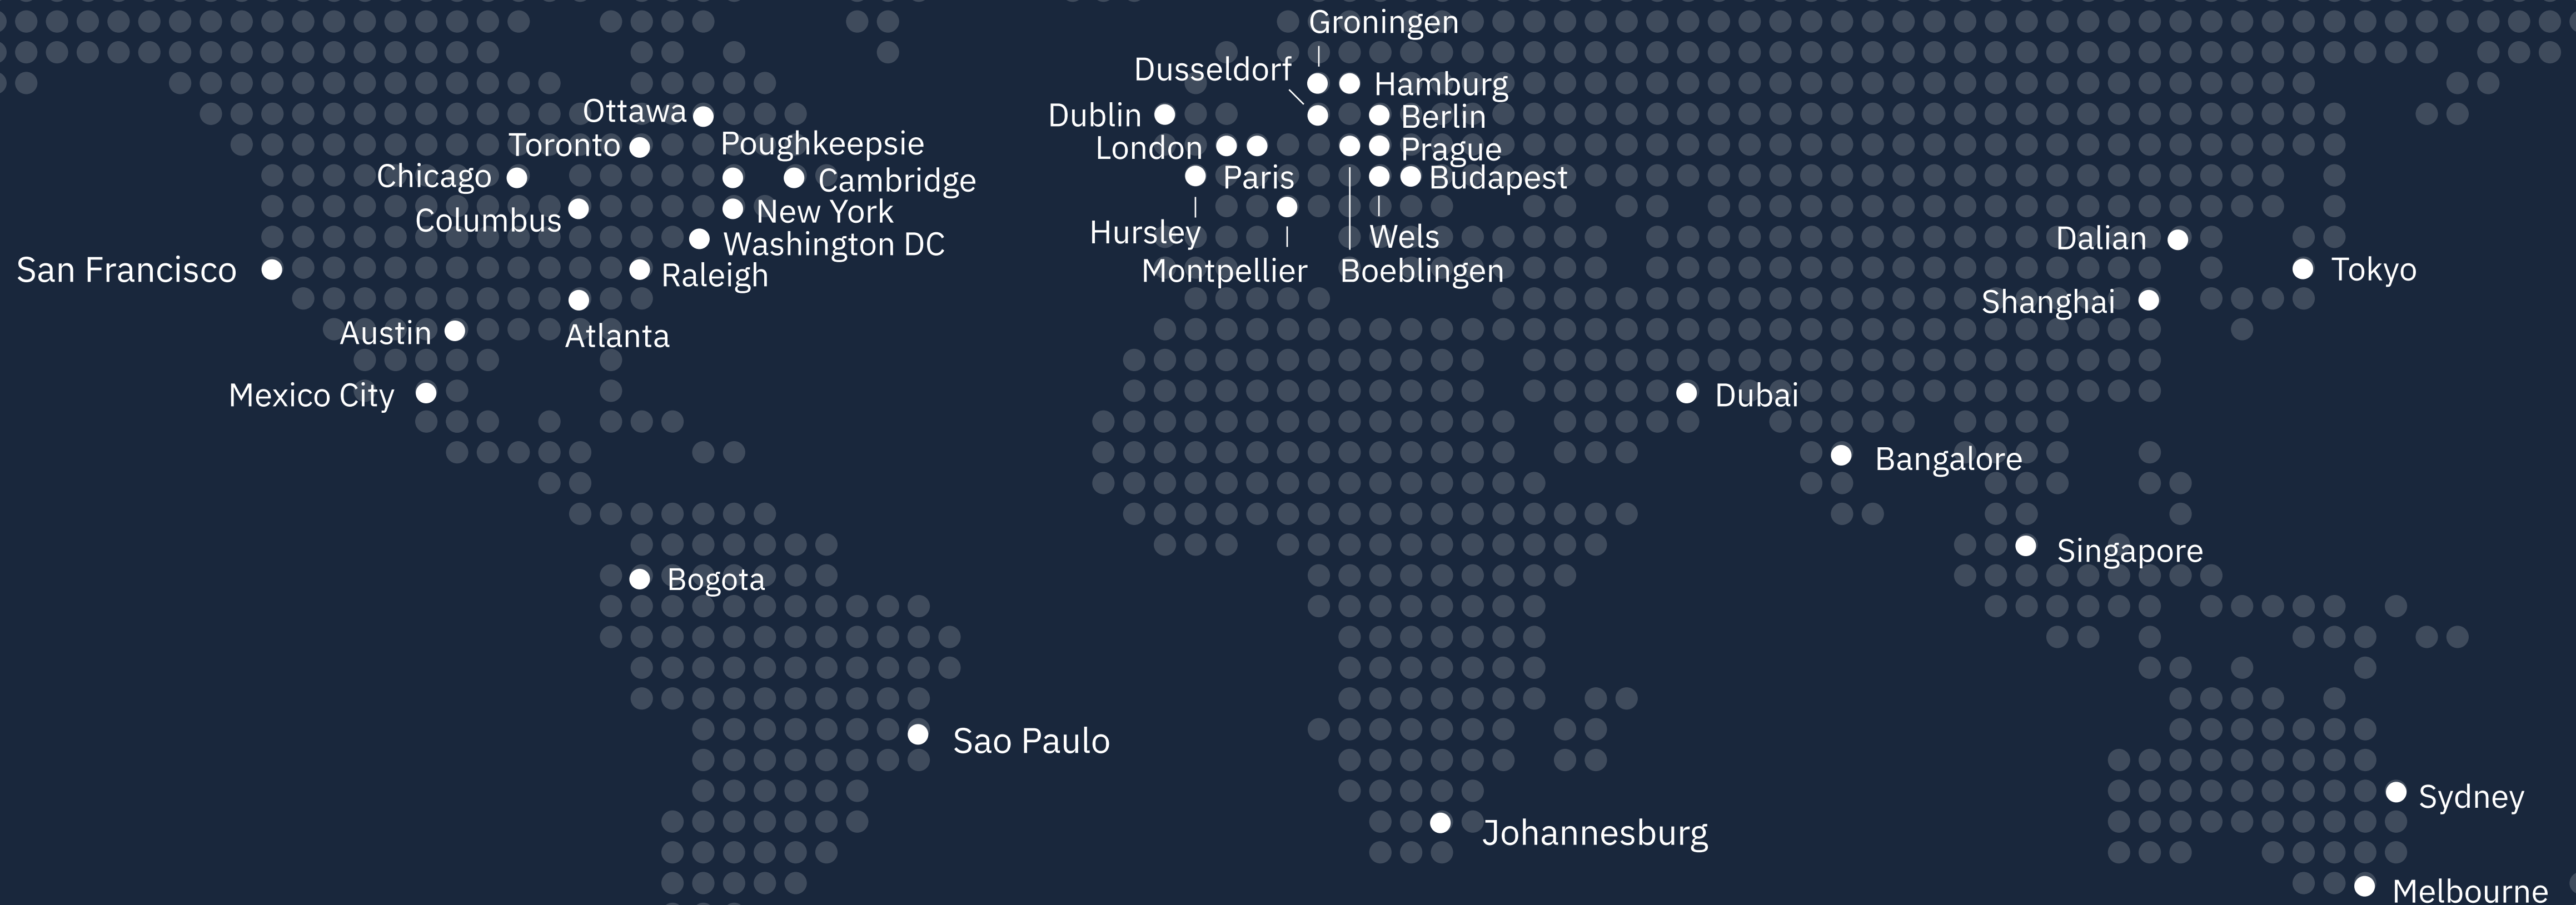 Groningen
Dusseldorf
Hamburg
Ottawa
Dublin
Berlin
Toronto
Poughkeepsie
London
Prague
Chicago
Cambridge
Paris
Budapest
Columbus
New York
Hursley
Wels
Washington DC
Dalian
San Francisco
Raleigh
Montpellier
Boeblingen
Tokyo
Shanghai
Austin
Atlanta
Mexico City
Dubai
Bangalore
Singapore
Bogota
Sao Paulo
Sydney
Johannesburg
Melbourne